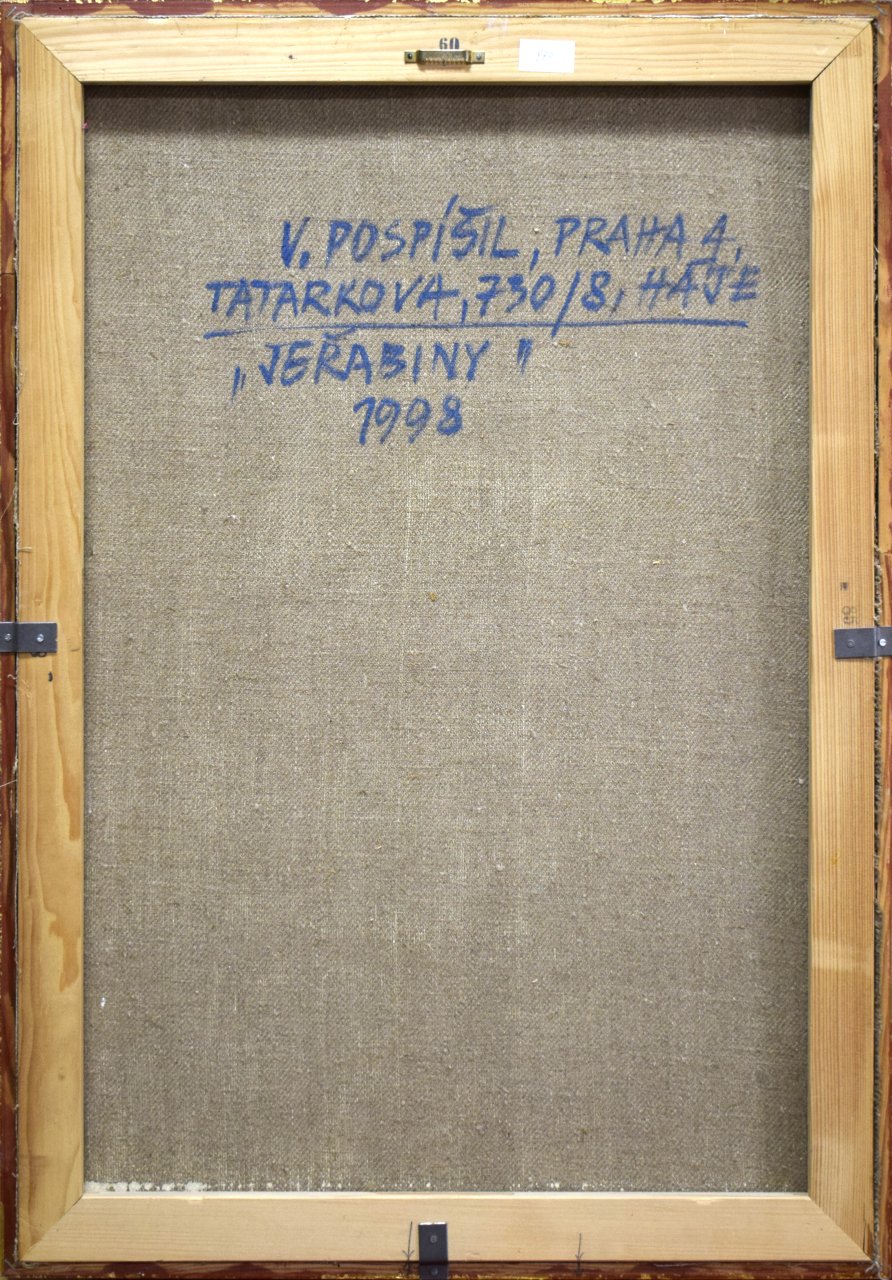 60
V. POSPÍŠIL, PRAHA 4,
TATARKOVA, 730/8, HÁJE
„JEŘABINY"
1998